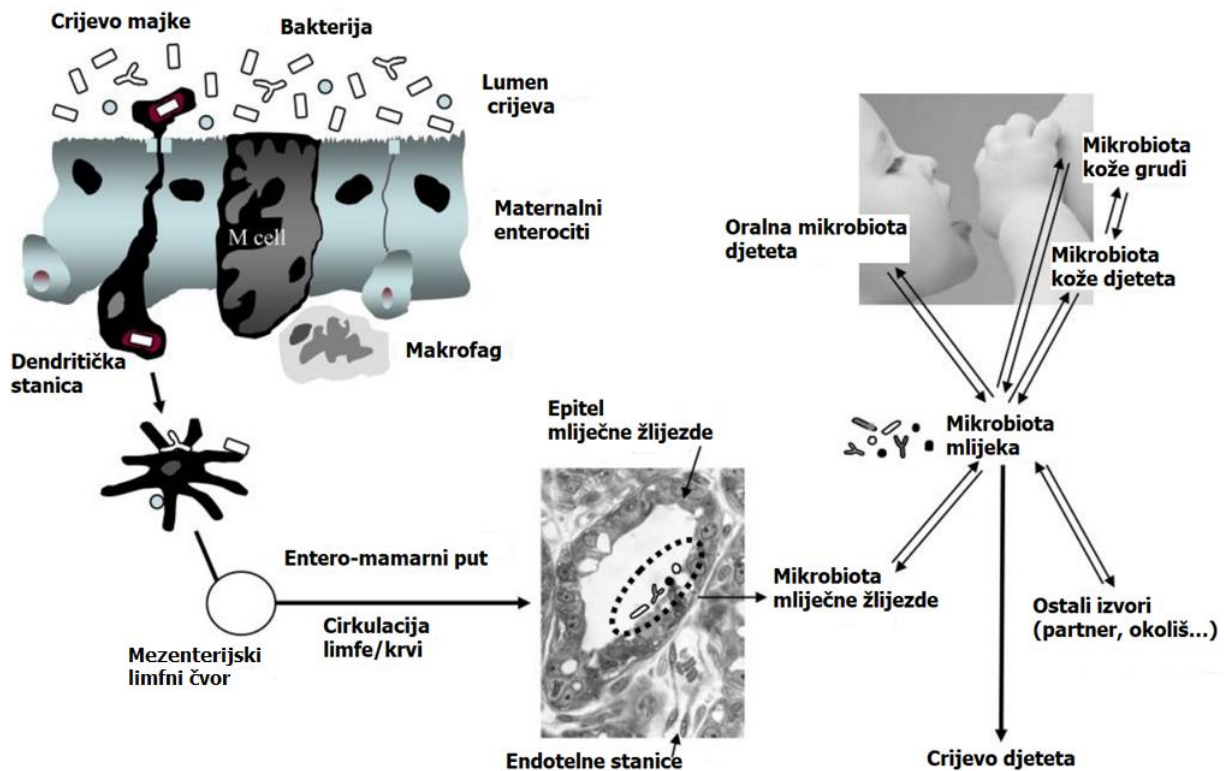 Crijevo majke
Bakterija
Lumen
crijeva
Maternalni
enterociti
M cell
Makrofag
Dendritička
stanica
Mezenterijski
limfni čvor
Entero-mamarni put
Cirkulacija
limfe/krvi
Epitel
mliječne žlijezde
Endotelne stanice
Mikrobiota
mliječne žlijezde
Oralna mikrobiota
djeteta
Mikrobiota
kože grudi
Mikrobiota
kože djeteta
Mikrobiota
mlijeka
Ostali izvori
(partner, okoliš...)
Crijevo djeteta